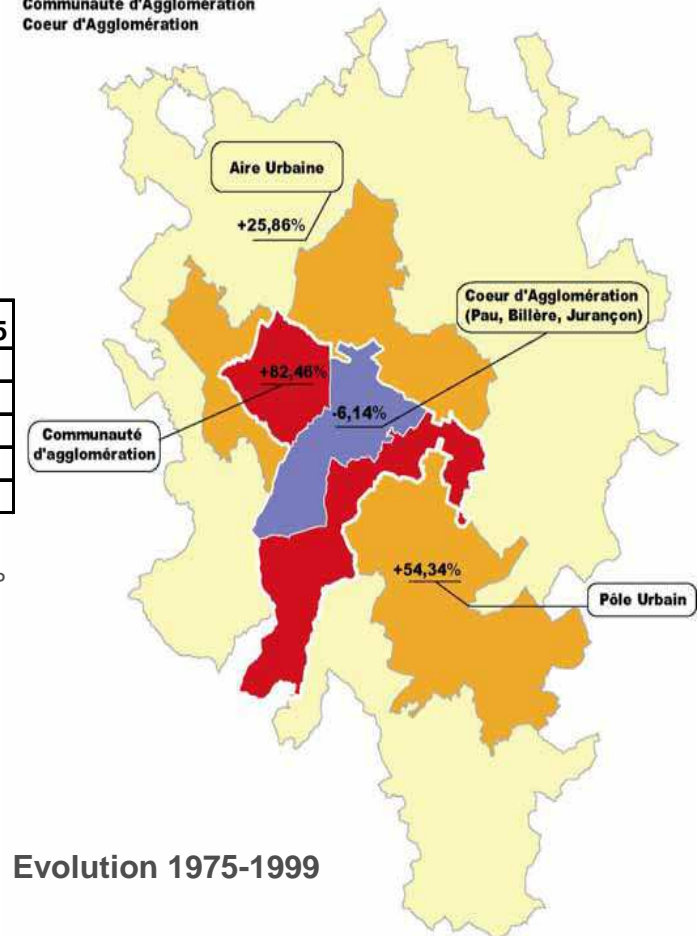 Communauté d'Agglomération
Coeur d'Agglomération
Aire Urbaine
+25,86%
Coeur d'Agglomération
(Pau, Billère, Jurançon)
+82,46%
-6,14%
Communauté
d'agglomération
+54,34%
Pôle Urbain
Evolution 1975-1999